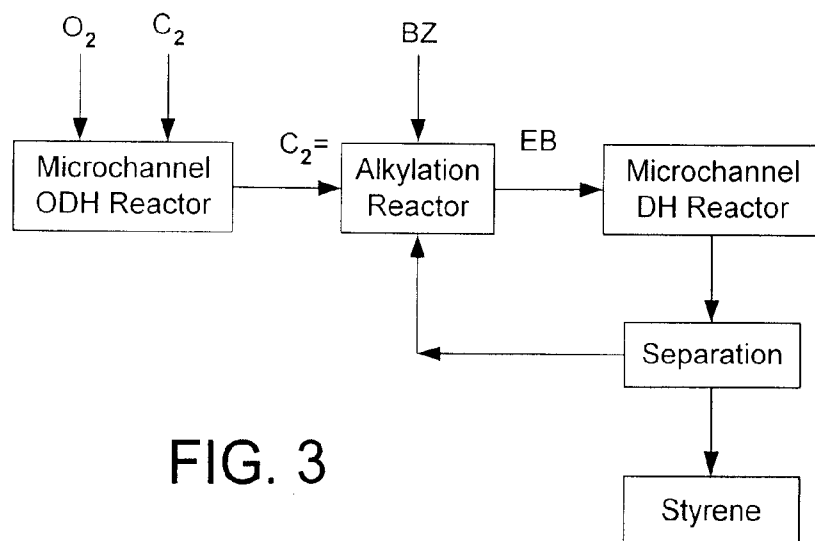 O₂
C₂
BZ
Microchannel
ODH Reactor
C₂=
Alkylation
Reactor
EB
Microchannel
DH Reactor
Separation
Styrene
FIG. 3